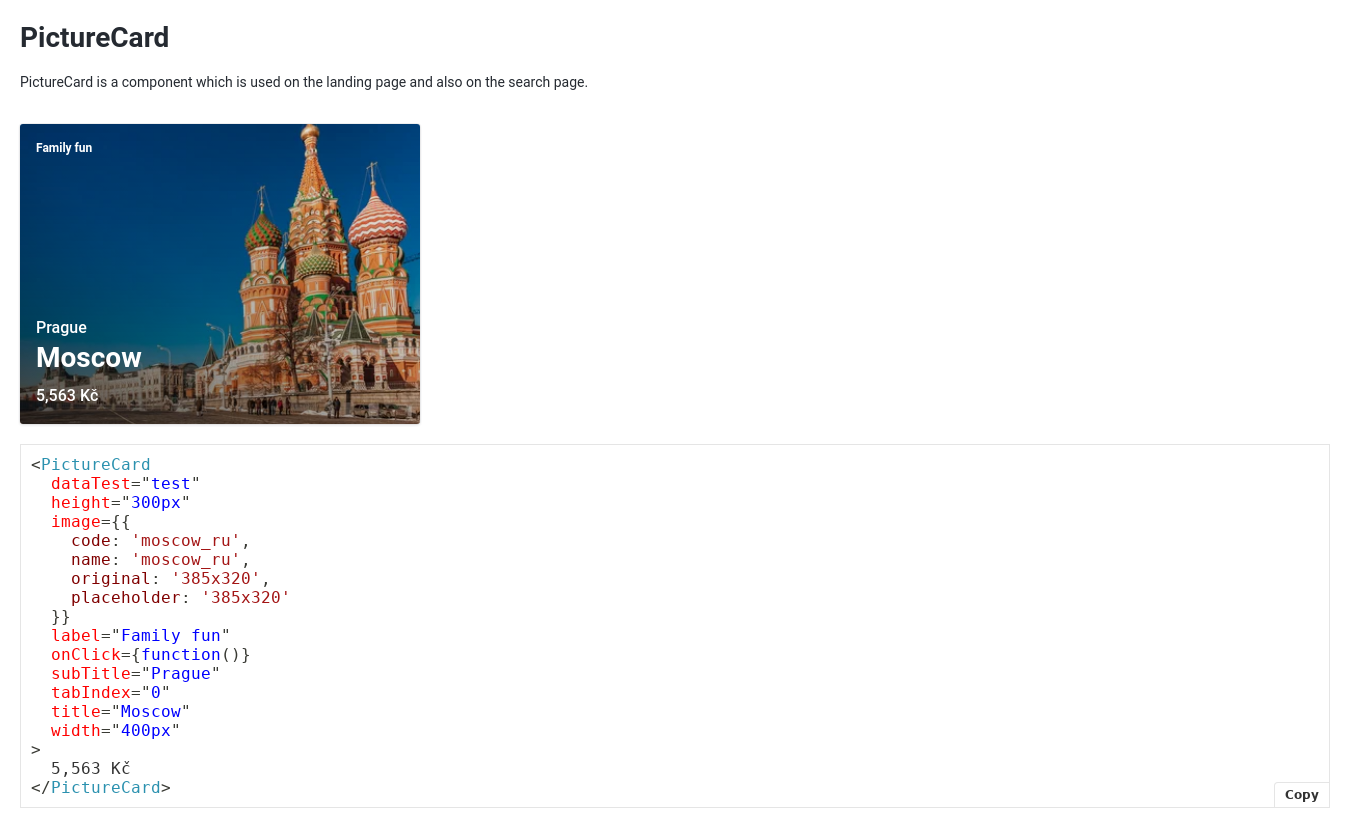 PictureCard
PictureCard is a component which is used on the landing page and also on the search page.
Family fun
Prague
Moscow
5,563 Kč
<PictureCard
  dataTest="test"
  height="300px"
  image={{
    code: 'moscow_ru',
    name: 'moscow_ru',
    original: '385x320',
    placeholder: '385x320'
  }}
  label="Family fun"
  onClick={function()}
  subTitle="Prague"
  tabIndex="0"
  title="Moscow"
  width="400px"
>
  5,563 Kč
</PictureCard>
Copy